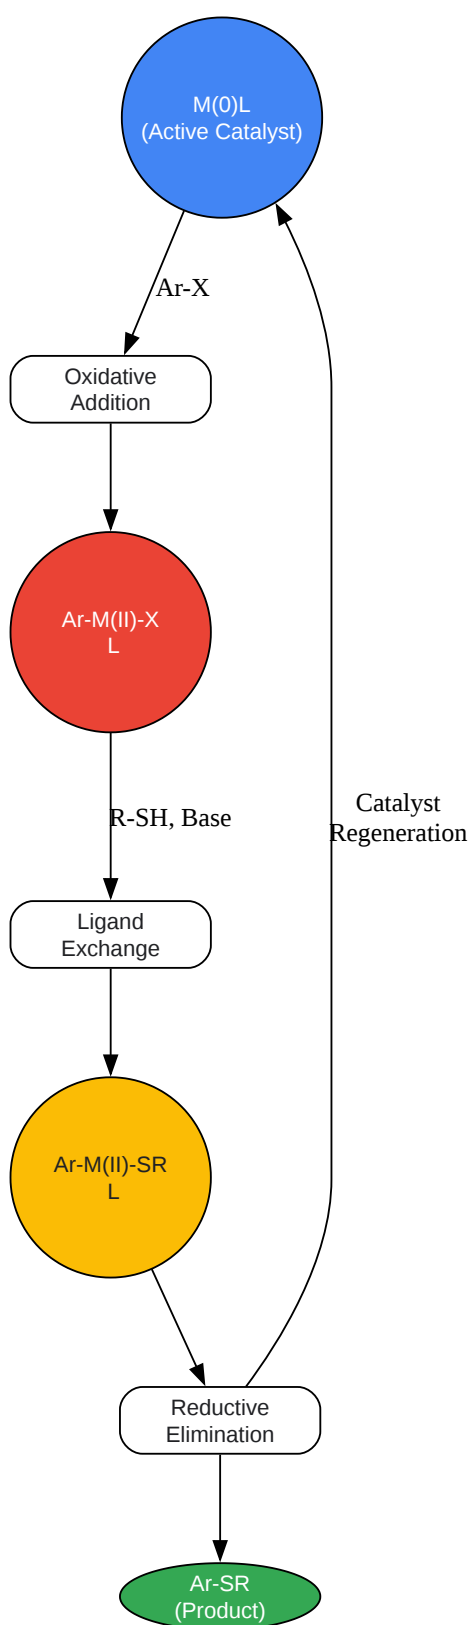 M(0)L
(Active Catalyst)
Ar-X
Oxidative
Addition
Ar-M(II)-X
L
R-SH, Base
Catalyst
Regeneration
Ligand
Exchange
Ar-M(II)-SR
L
Reductive
Elimination
Ar-SR
(Product)